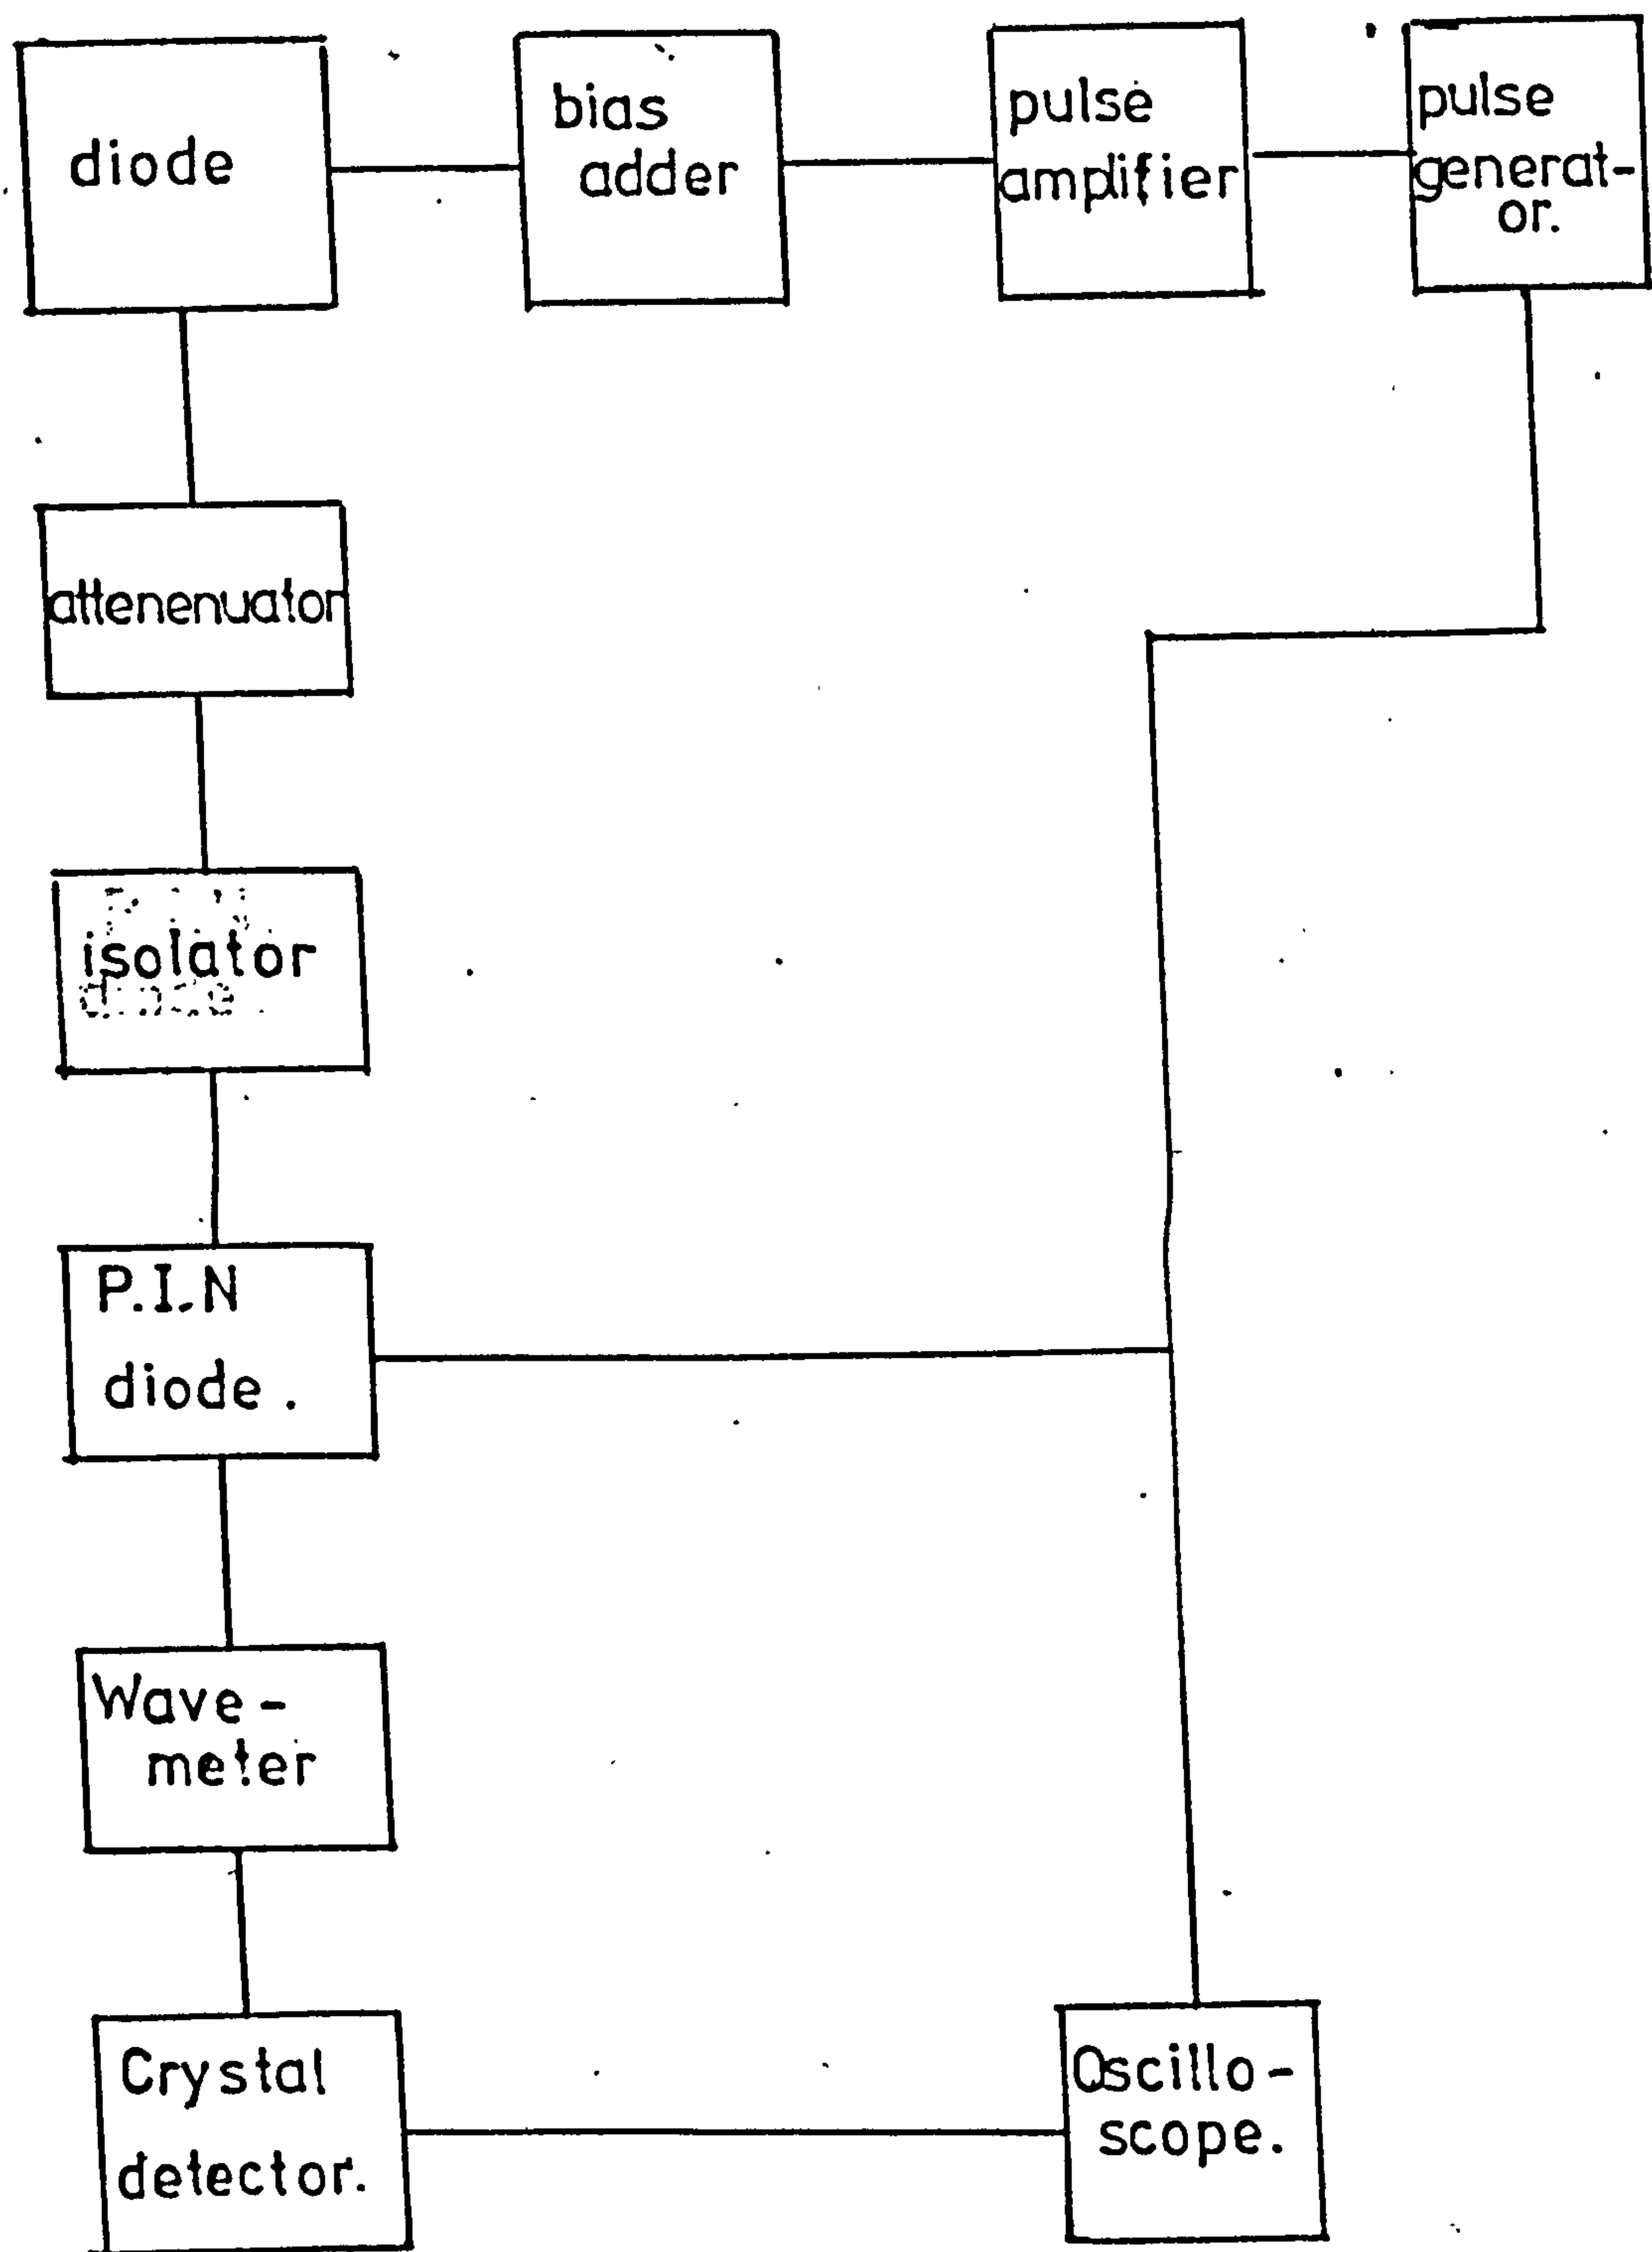 diode
bias
adder
pulse
amplifier
pulse
generat-
or.
attenenuator
isolator
P.I.N
diode .
Wave-
meter
Crystal
detector.
Oscillo-
scope.